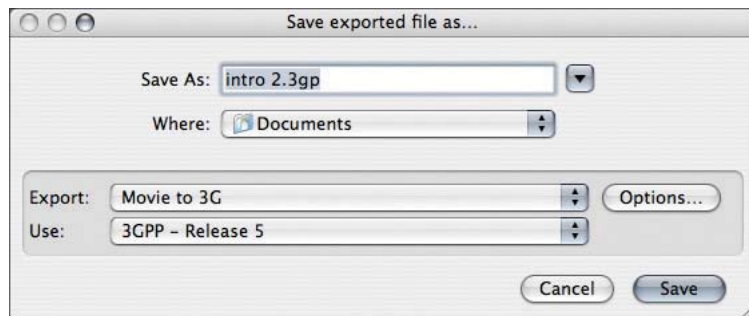 Save exported file as...
Save As: intro 2.3gp
Where: Documents
Export: Movie to 3G Options...
Use: 3GPP – Release 5
Cancel Save